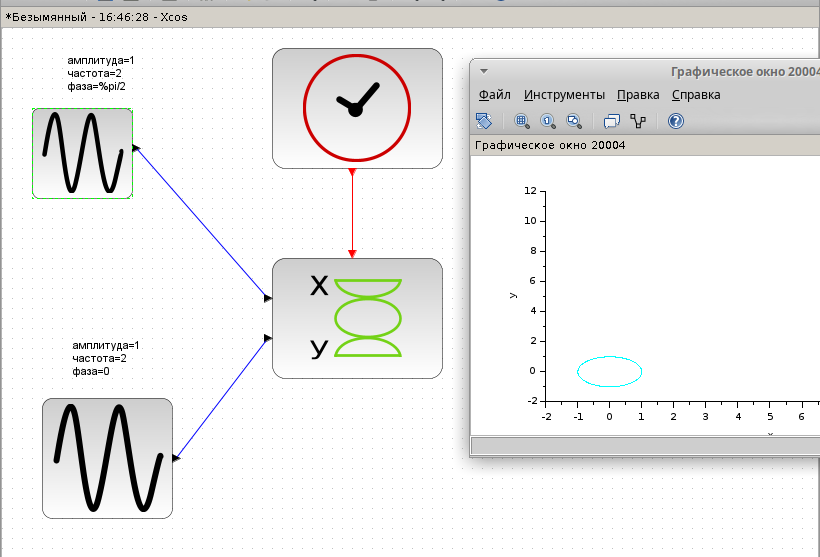 *Безымянный - 16:46:28 - Xcos
амплитуда=1
частота=2
фаза=%pi/2
X
У
амплитуда=1
частота=2
фаза=0
Графическое окно 20004
Файл Инструменты Правка Справка
Графическое окно 20004
12
10
8
6
4
2
0
-2
y
-2 -1 0 1 2 3 4 5 6